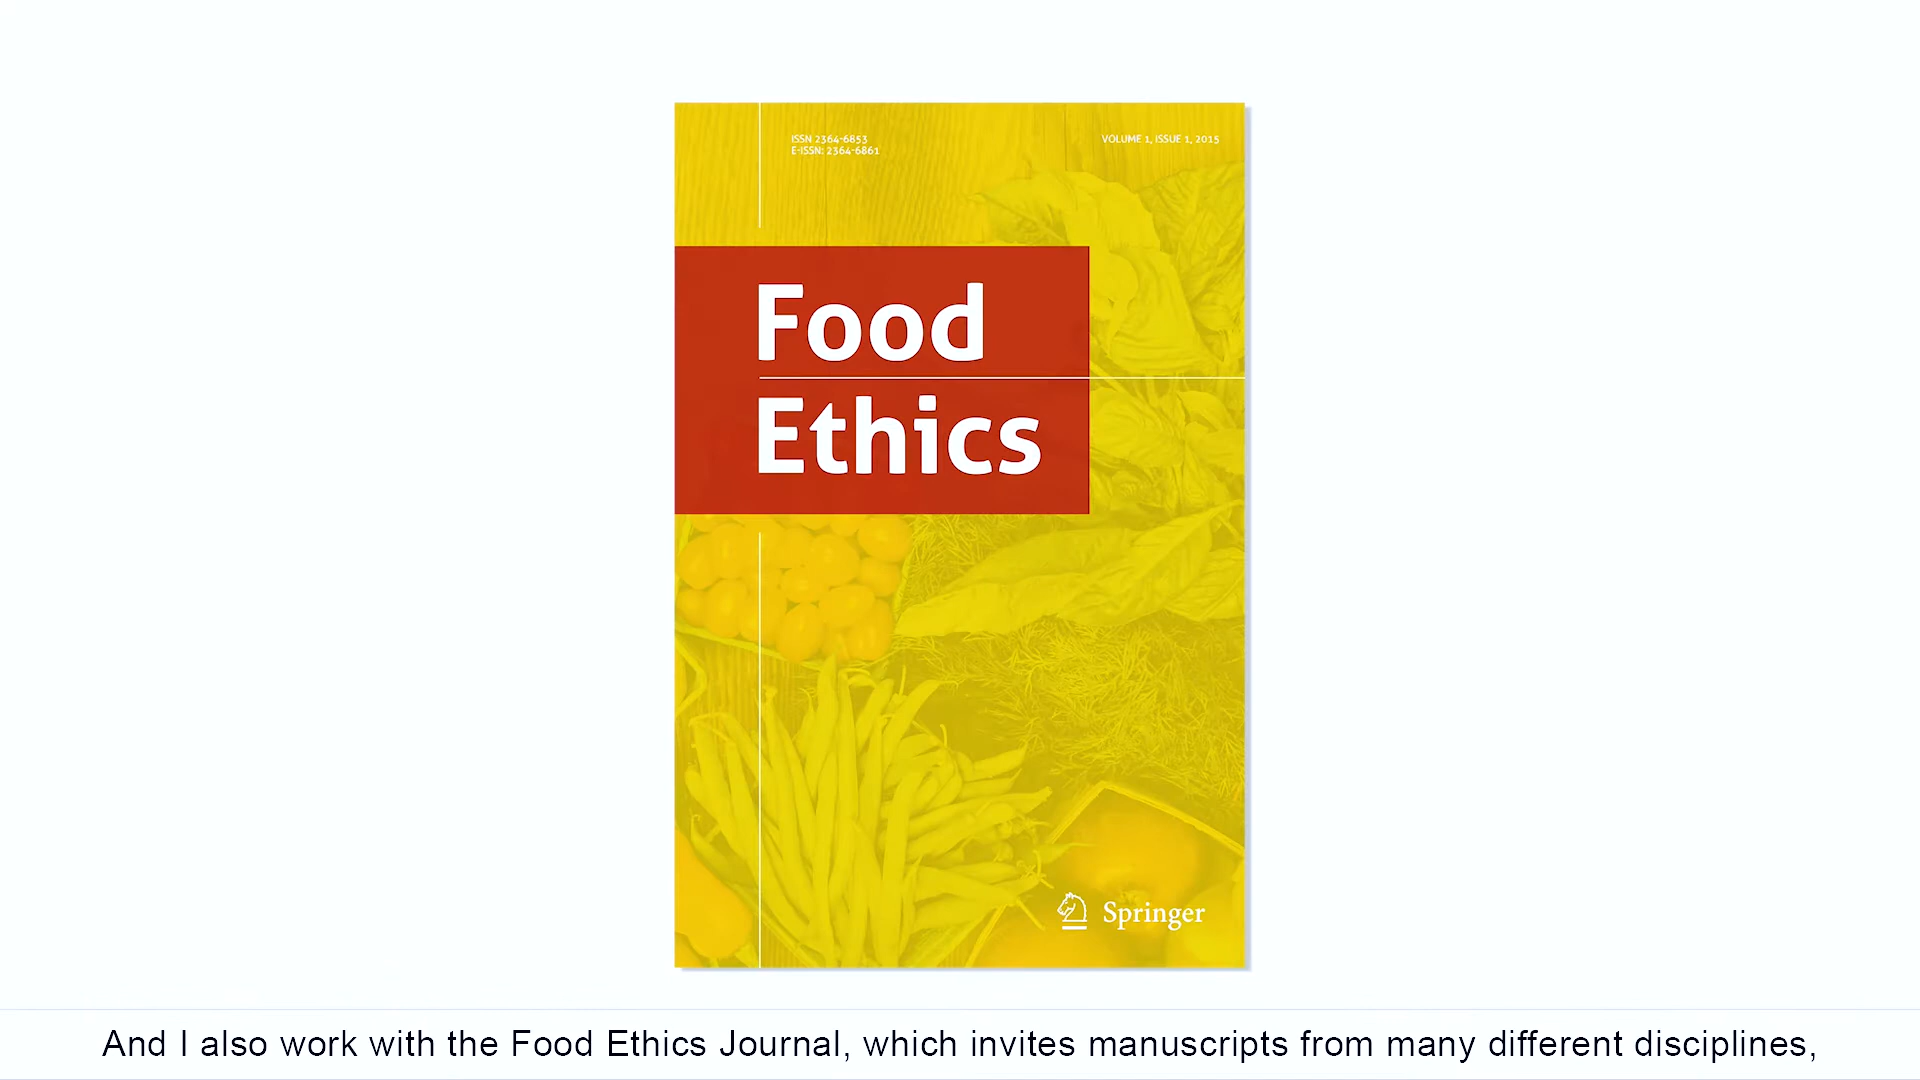 ISSN 2364-6853
E-ISSN: 2364-6861
VOLUME 1, ISSUE 1, 2015
Food
Ethics
Springer
And I also work with the Food Ethics Journal, which invites manuscripts from many different disciplines,